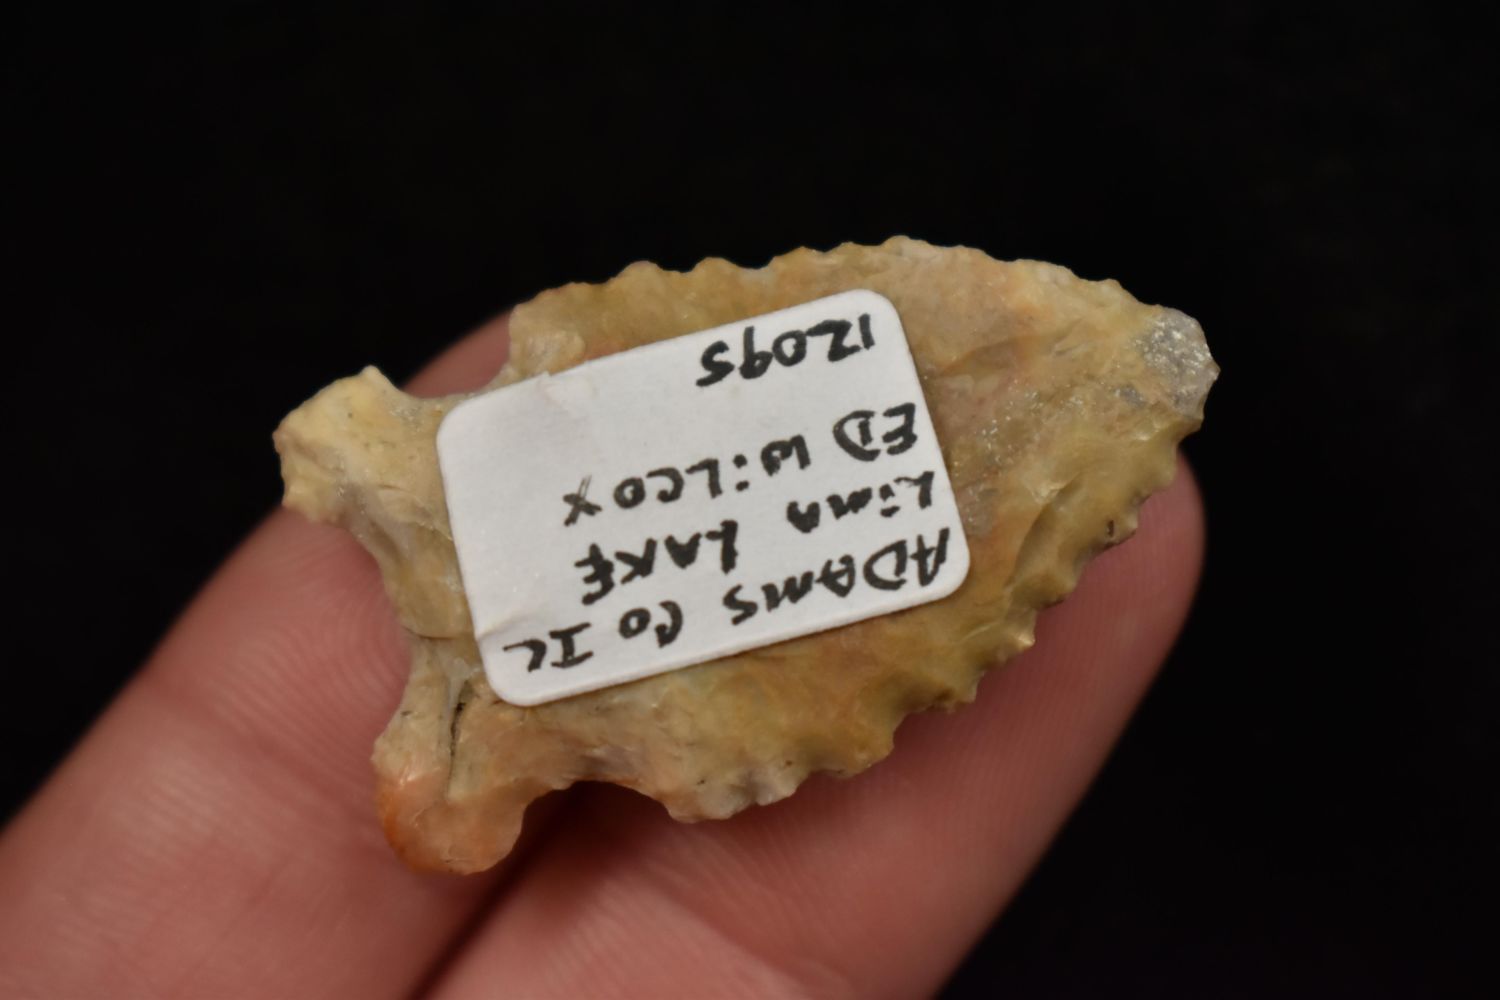 ADAMS CO IL
LiMA LAKE
ED WiLCOX
12095